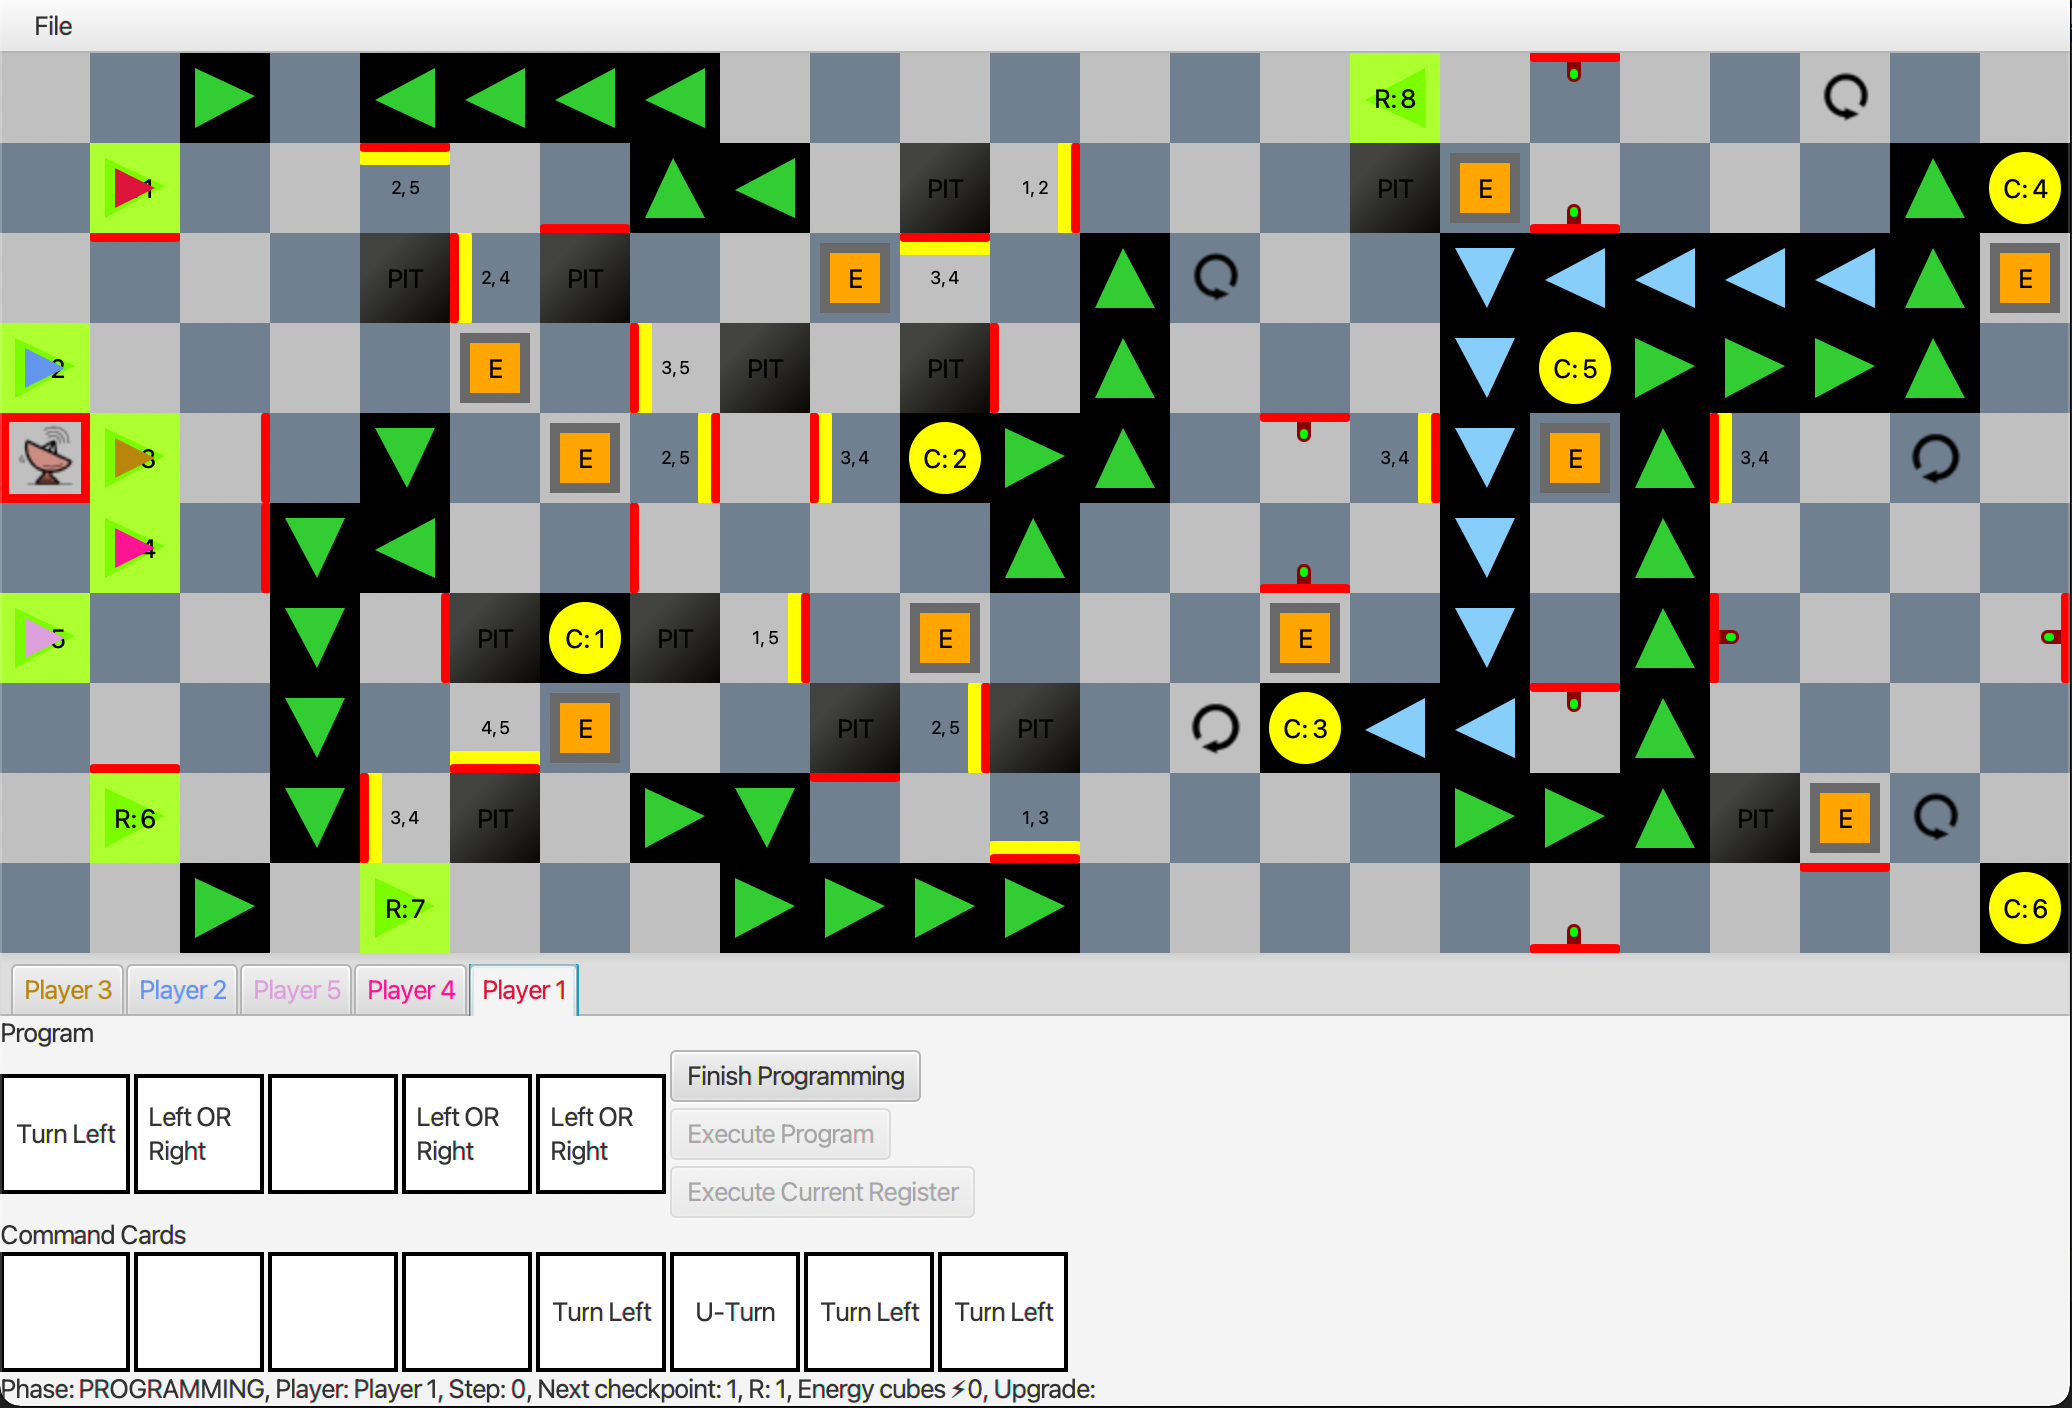 File
R: 8
1
2, 5
PIT
1, 2
PIT
E
C: 4
PIT
2, 4
PIT
E
3, 4
E
2
E
3, 5
PIT
PIT
C: 5
3
E
2, 5
3, 4
C: 2
3, 4
E
3, 4
4
5
PIT
C: 1
PIT
1, 5
E
E
4, 5
E
PIT
2, 5
PIT
C: 3
R: 6
3, 4
PIT
1, 3
PIT
E
R: 7
C: 6
Player 3
Player 2
Player 5
Player 4
Player 1
Program
Turn Left
Left OR
Right
Left OR
Right
Left OR
Right
Finish Programming
Execute Program
Execute Current Register
Command Cards
Turn Left
U-Turn
Turn Left
Turn Left
Phase: PROGRAMMING, Player: Player 1, Step: 0, Next checkpoint: 1, R: 1, Energy cubes ⚡0, Upgrade: